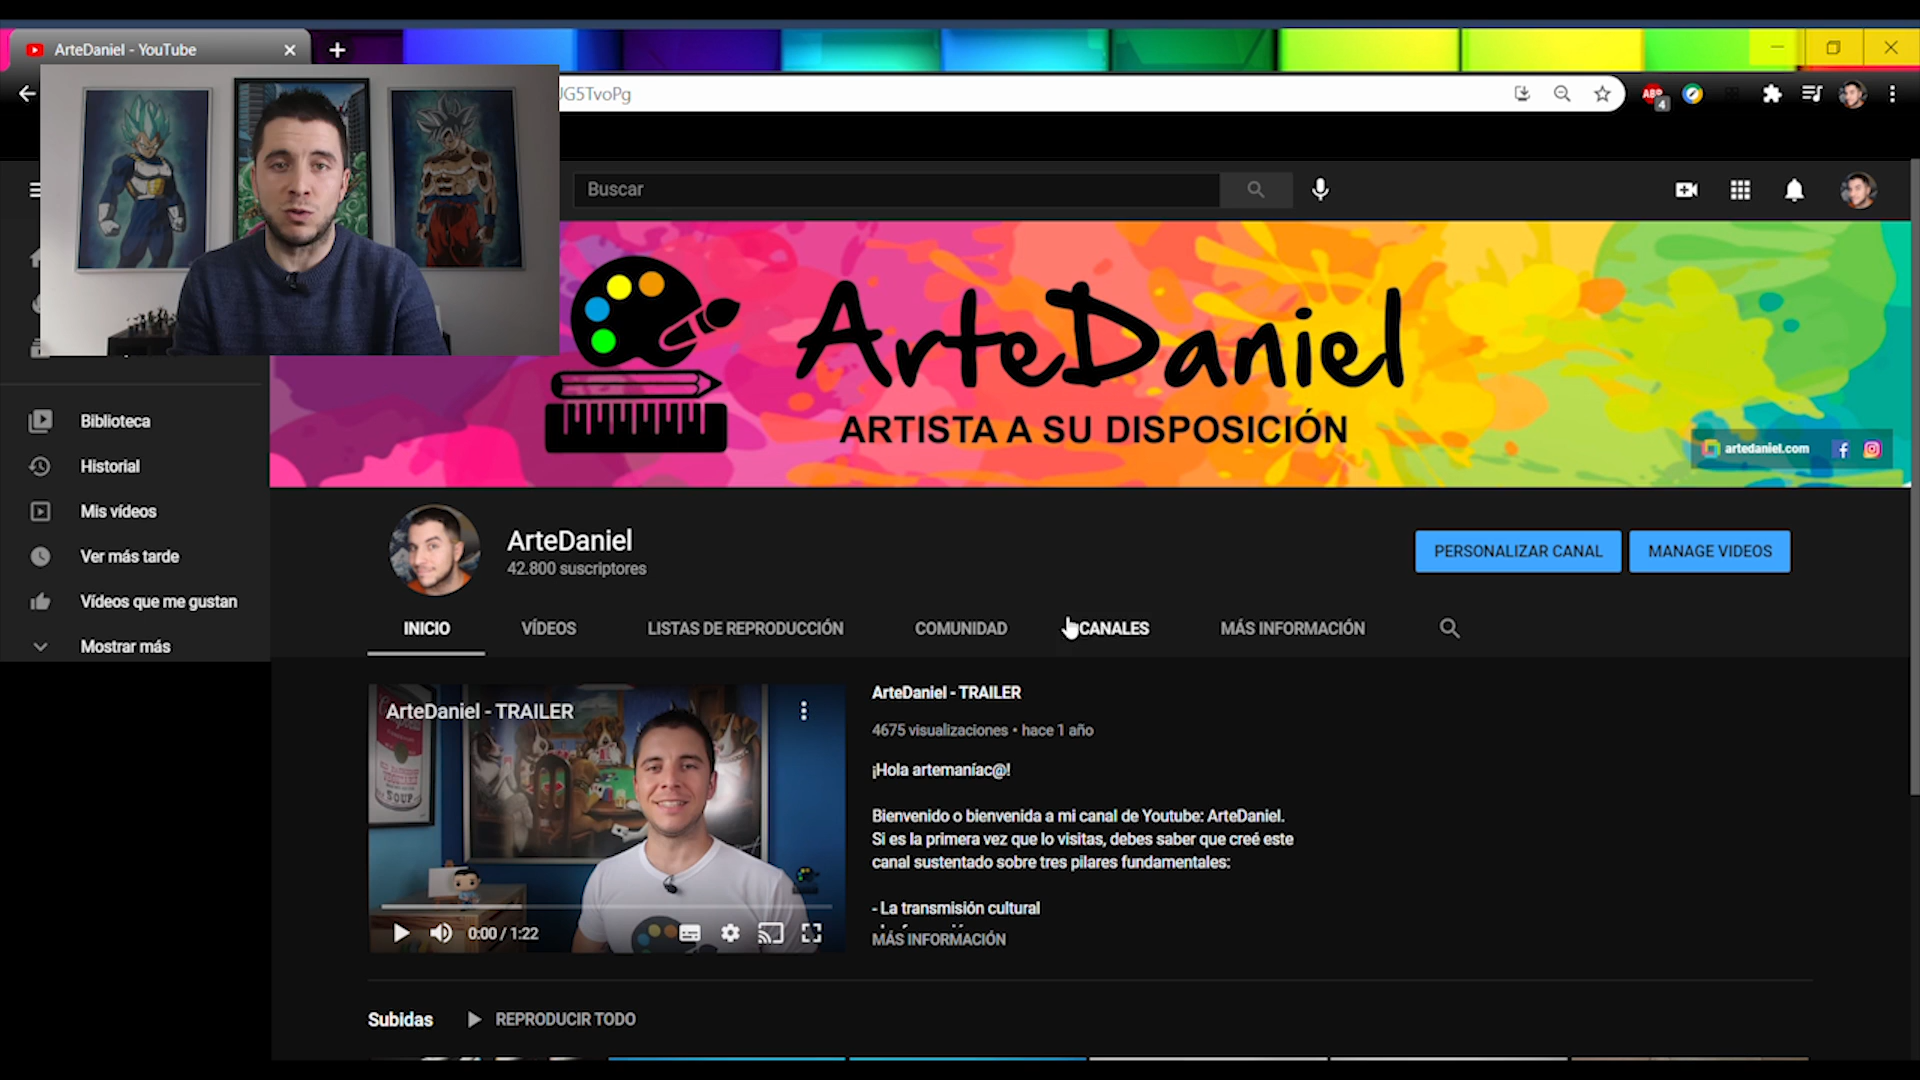 ArteDaniel - YouTube
JG5TvoPg
ABP
4
Buscar
ArteDaniel
ARTISTA A SU DISPOSICIÓN
artedaniel.com
Biblioteca
Historial
Mis vídeos
Ver más tarde
Vídeos que me gustan
Mostrar más
ArteDaniel
42.800 suscriptores
PERSONALIZAR CANAL
MANAGE VIDEOS
INICIO
VÍDEOS
LISTAS DE REPRODUCCIÓN
COMUNIDAD
CANALES
MÁS INFORMACIÓN
ArteDaniel - TRAILER
SOUP
0:00 / 1:22
ArteDaniel - TRAILER
4675 visualizaciones • hace 1 año
¡Hola artemaníac@!
Bienvenido o bienvenida a mi canal de Youtube: ArteDaniel.
Si es la primera vez que lo visitas, debes saber que creé este
canal sustentado sobre tres pilares fundamentales:
- La transmisión cultural
MÁS INFORMACIÓN
Subidas
REPRODUCIR TODO